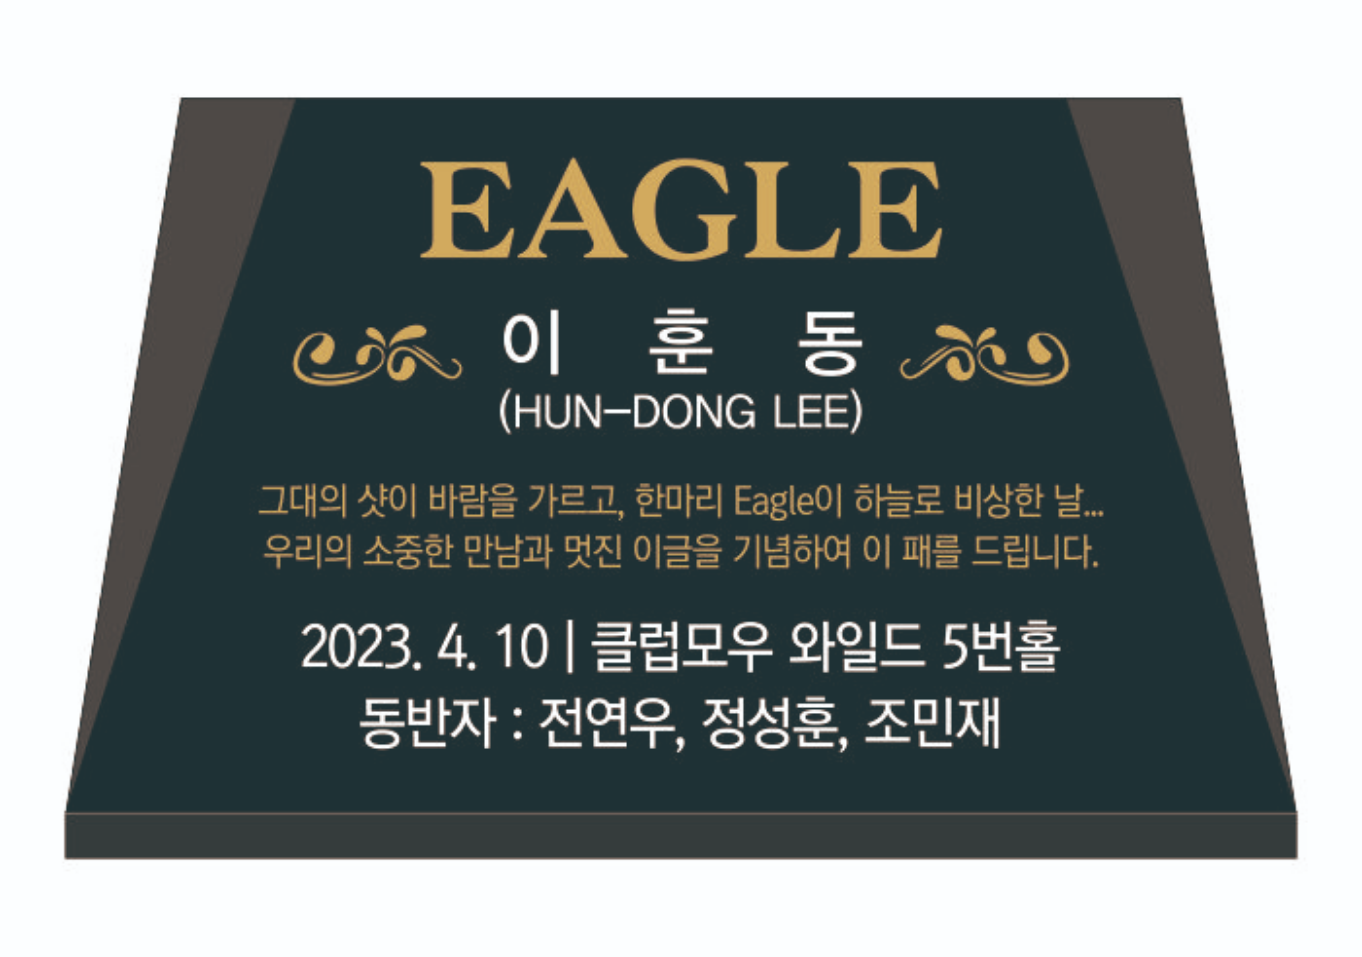 EAGLE
이 훈 동
(HUN-DONG LEE)
그대의 샷이 바람을 가르고, 한마리 Eagle이 하늘로 비상한 날...
우리의 소중한 만남과 멋진 이글을 기념하여 이 패를 드립니다.
2023. 4. 10 | 클럽모우 와일드 5번홀
동반자 : 전연우, 정성훈, 조민재